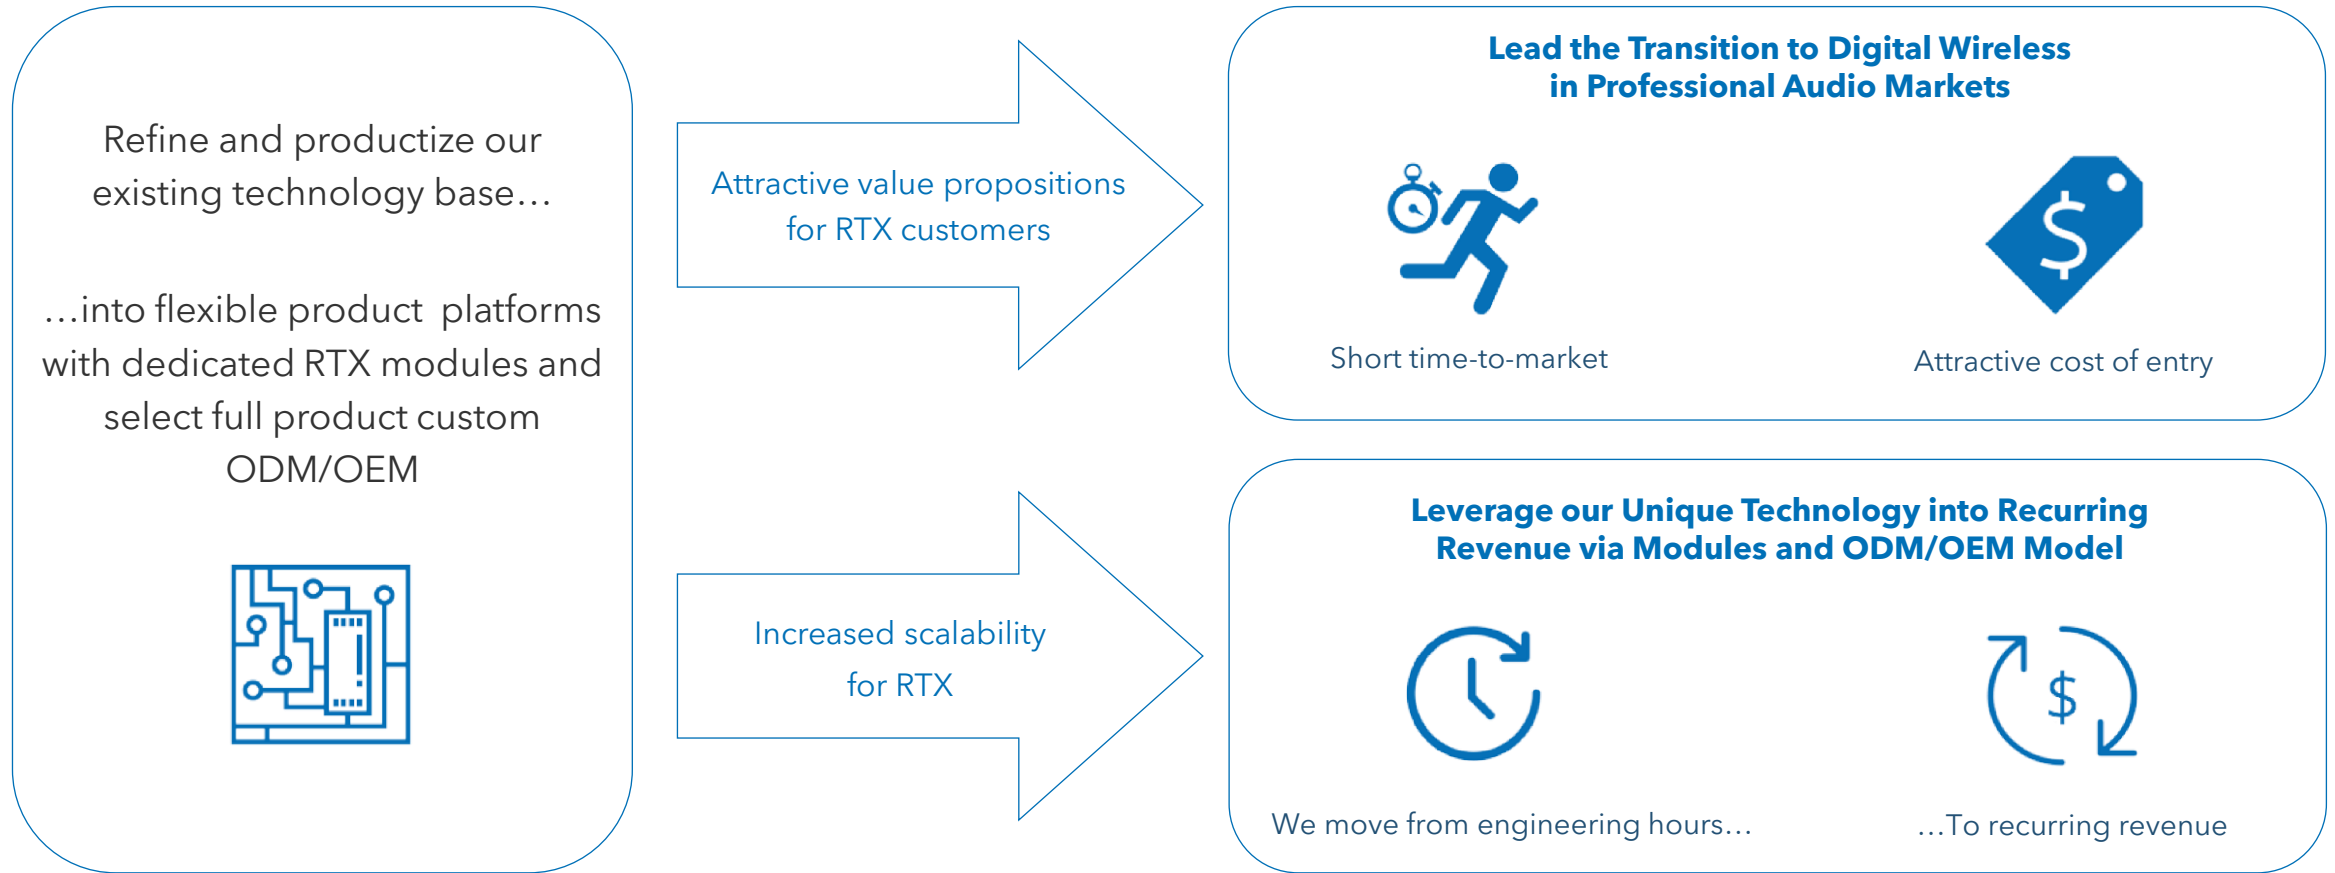 Refine and productize our
existing technology base…
…into flexible product platforms
with dedicated RTX modules and
select full product custom
ODM/OEM
Attractive value propositions
for RTX customers
Increased scalability
for RTX
Lead the Transition to Digital Wireless
in Professional Audio Markets
$
Short time-to-market
Attractive cost of entry
Leverage our Unique Technology into Recurring
Revenue via Modules and ODM/OEM Model
$
We move from engineering hours…
…To recurring revenue